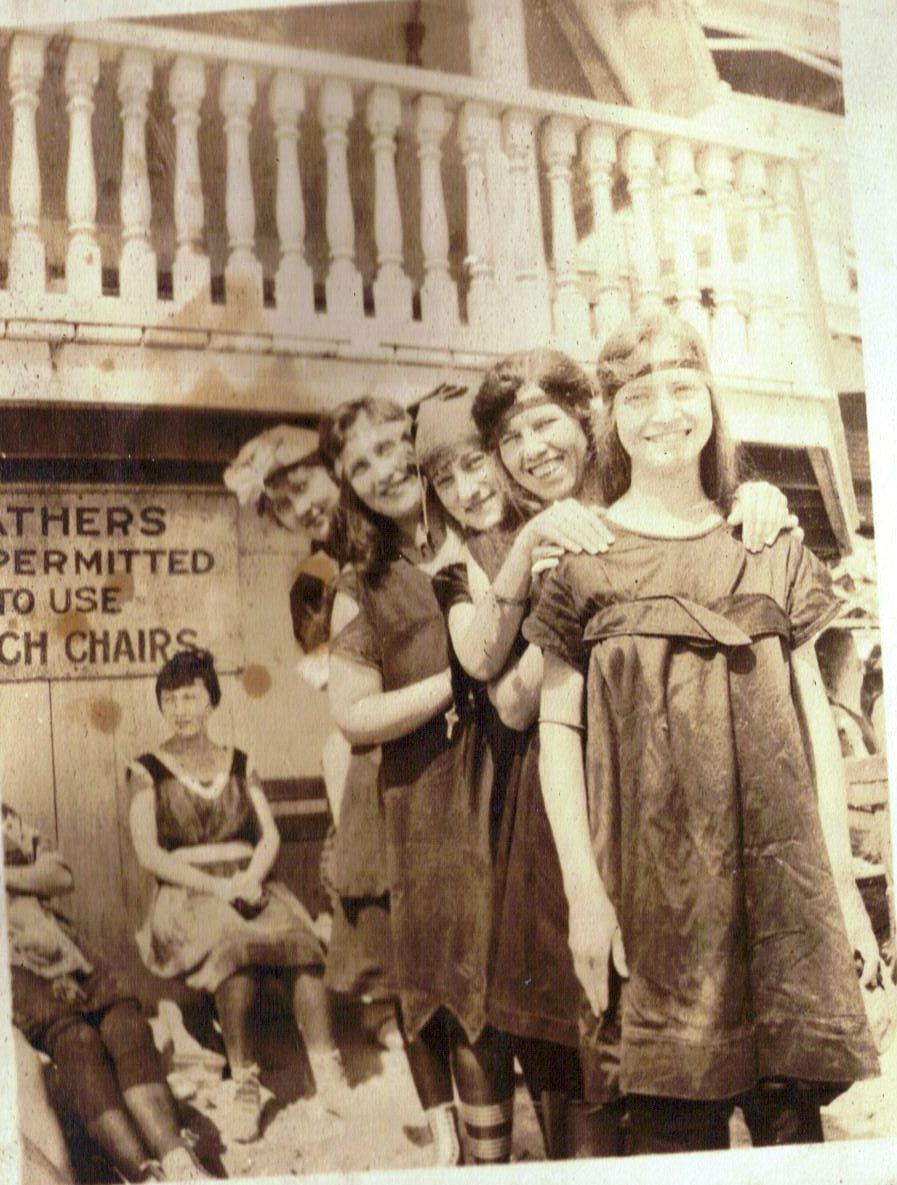 ATHERS
PERMITTED
TO USE
CH CHAIRS